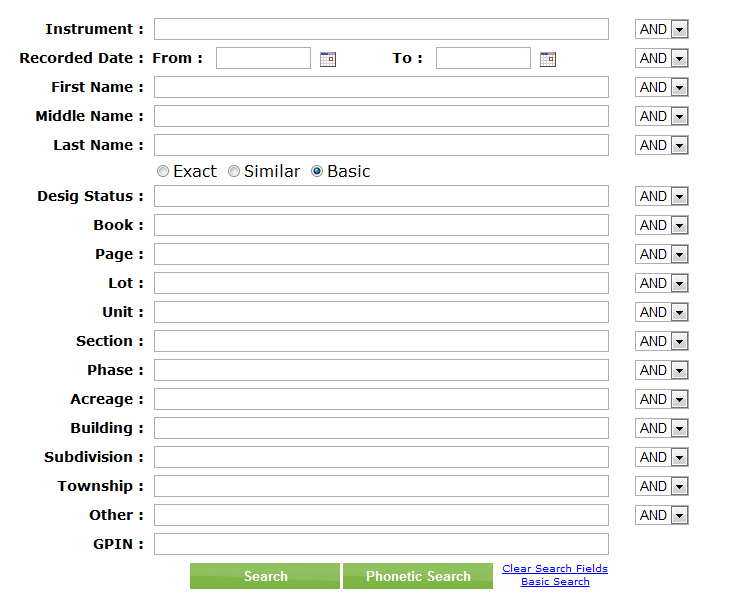 Instrument : AND
Recorded Date : From : To : AND
First Name : AND
Middle Name : AND
Last Name : AND
Exact Similar Basic
Desig Status : AND
Book : AND
Page : AND
Lot : AND
Unit : AND
Section : AND
Phase : AND
Acreage : AND
Building : AND
Subdivision : AND
Township : AND
Other : AND
GPIN :
Search Phonetic Search Clear Search Fields
Basic Search